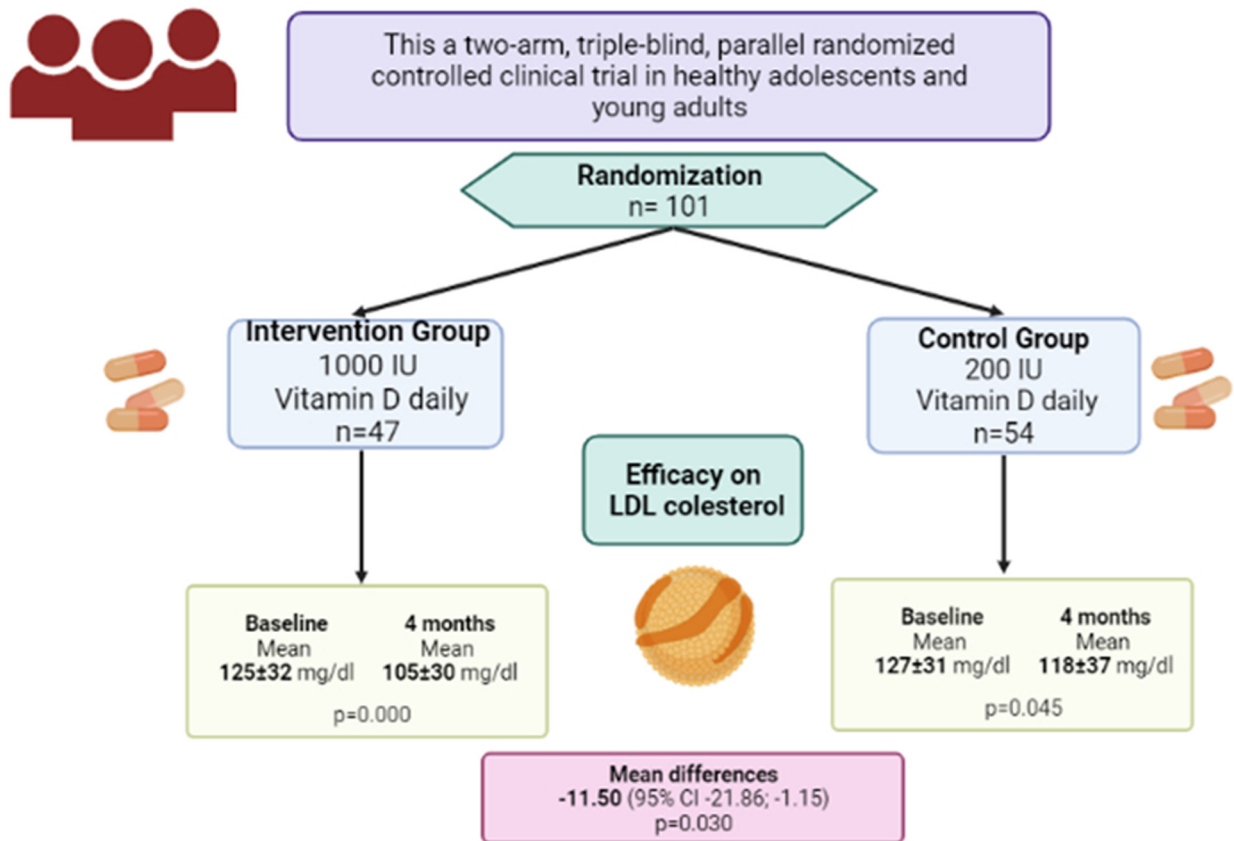 This a two-arm, triple-blind, parallel randomized
controlled clinical trial in healthy adolescents and
young adults
Randomization
n= 101
Intervention Group
1000 IU
Vitamin D daily
n=47
Control Group
200 IU
Vitamin D daily
n=54
Efficacy on
LDL colesterol
Baseline 4 months
Mean Mean
125±32 mg/dl 105±30 mg/dl
p=0.000
Baseline 4 months
Mean Mean
127±31 mg/dl 118±37 mg/dl
p=0.045
Mean differences
-11.50 (95% CI -21.86; -1.15)
p=0.030